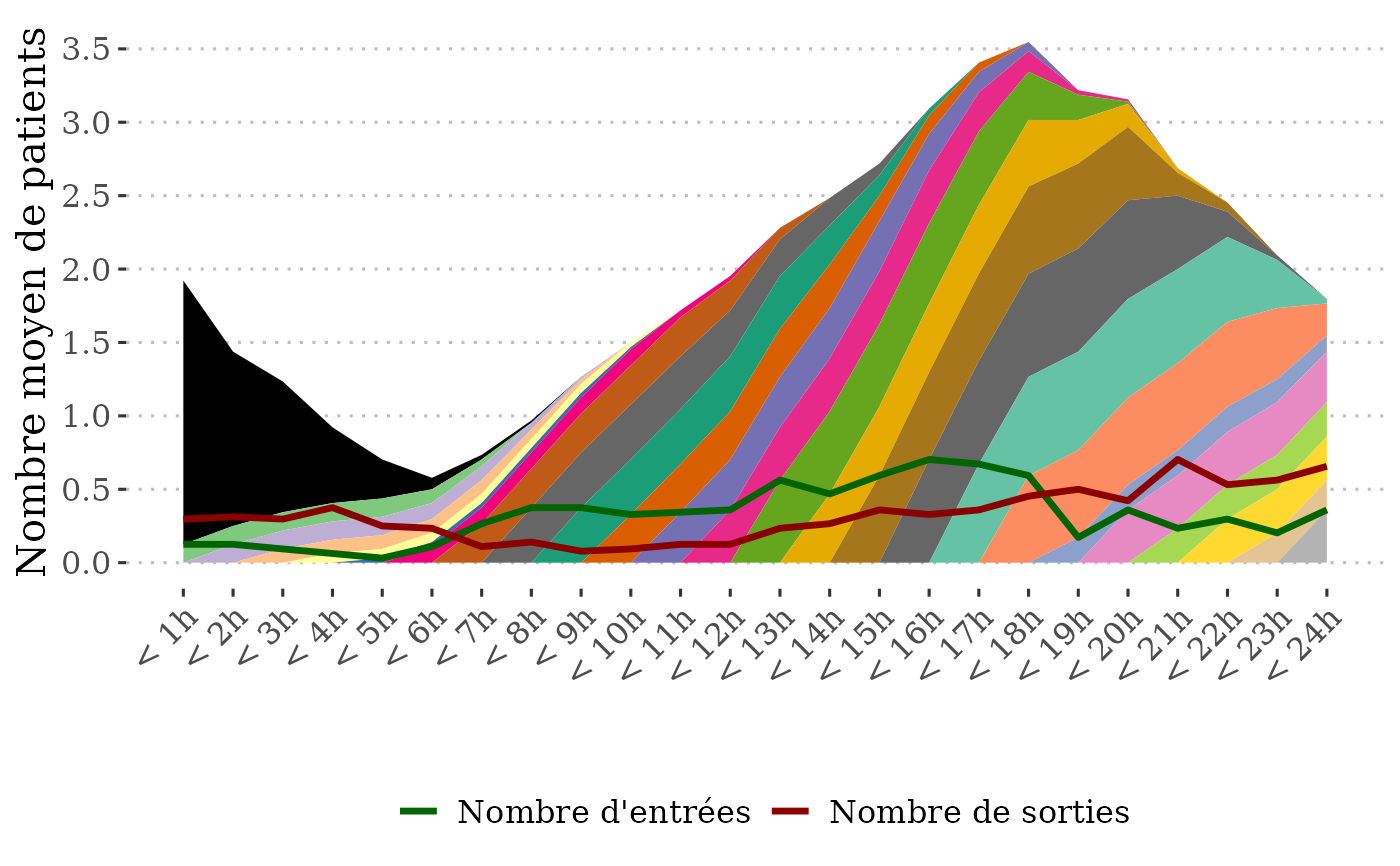 Nombre moyen de patients
3.5
3.0
2.5
2.0
1.5
1.0
0.5
0.0
< 1h
< 2h
< 3h
< 4h
< 5h
< 6h
< 7h
< 8h
< 9h
< 10h
< 11h
< 12h
< 13h
< 14h
< 15h
< 16h
< 17h
< 18h
< 19h
< 20h
< 21h
< 22h
< 23h
< 24h
Nombre d'entrées
Nombre de sorties